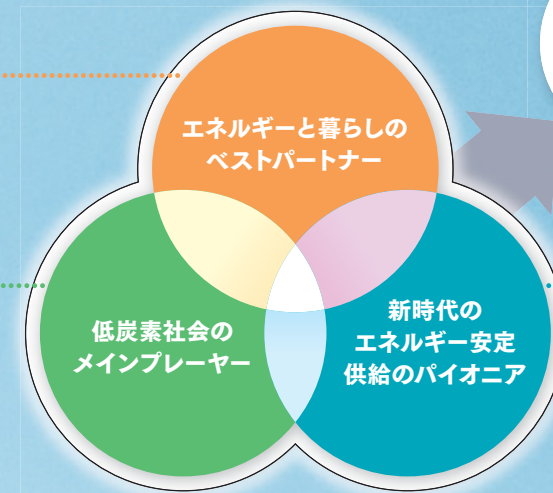 エネルギーと暮らしの
ベストパートナー
低炭素社会の
メインプレーヤー
新時代の
エネルギー安定
供給のパイオニア